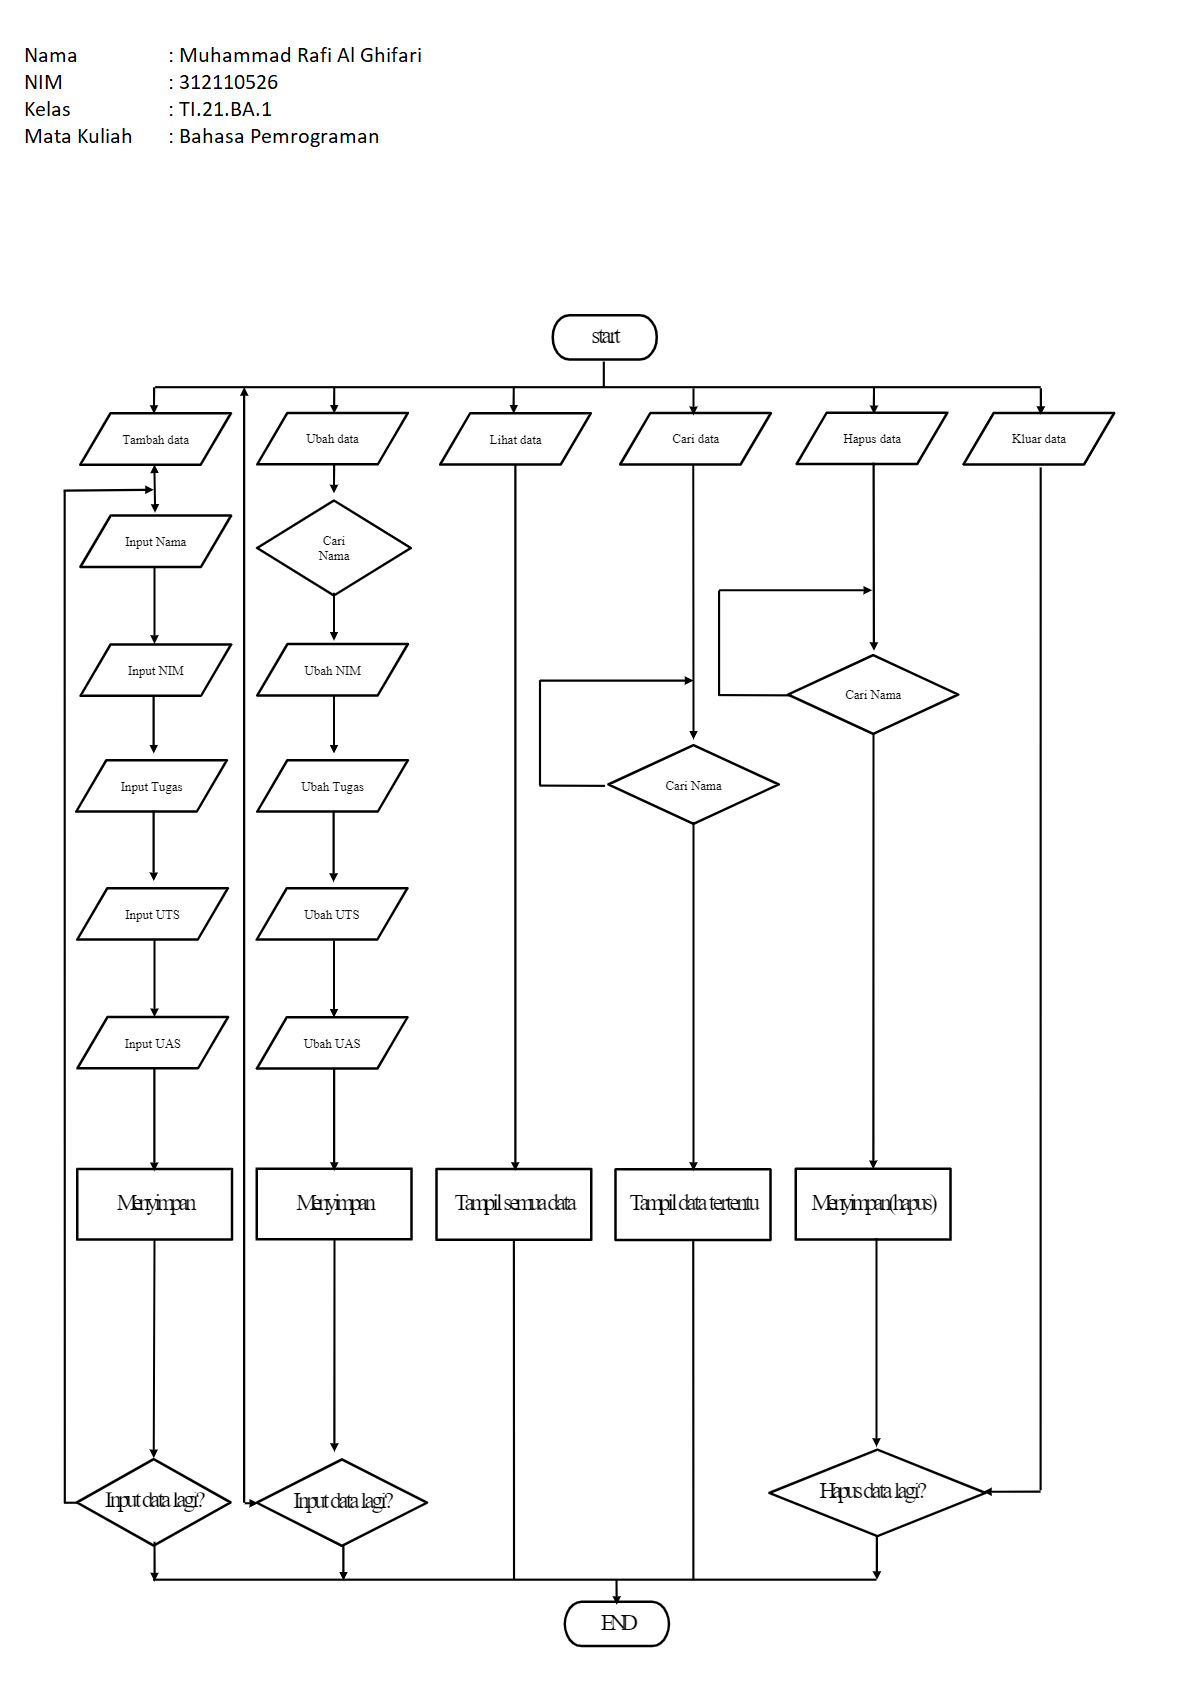 Nama : Muhammad Rafi Al Ghifari
NIM : 312110526
Kelas : TI.21.BA.1
Mata Kuliah : Bahasa Pemrograman
start
Tambah data
Ubah data
Lihat data
Cari data
Hapus data
Kluar data
Input Nama
Cari
Nama
Input NIM
Ubah NIM
Cari Nama
Input Tugas
Ubah Tugas
Cari Nama
Input UTS
Ubah UTS
Input UAS
Ubah UAS
Menyimpan
Menyimpan
Tampil semua data
Tampil data tertentu
Menyimpan(hapus)
Input data lagi?
Input data lagi?
Hapus data lagi?
END